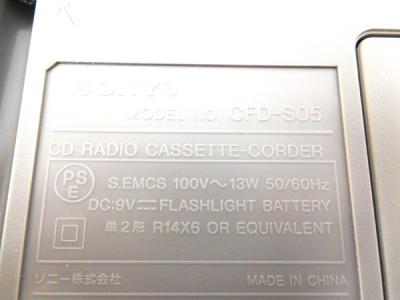 SONY®
MODEL NO. CFD-S05
CD RADIO CASSETTE-CORDER
PS
E
S.EMCS 100V～13W 50/60Hz
DC:9V⎓FLASHLIGHT BATTERY
単2形 R14X6 OR EQUIVALENT
ソニー株式会社 MADE IN CHINA